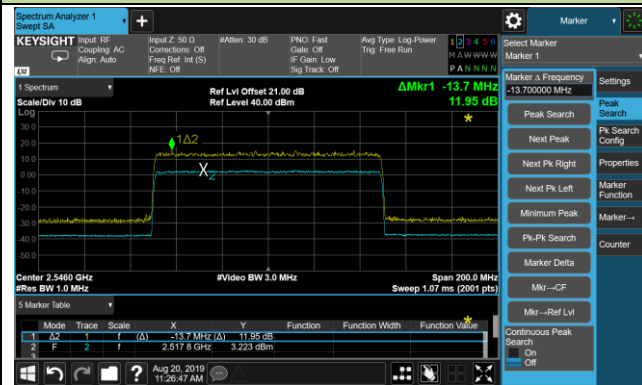 Spectrum Analyzer 1
Swept SA
Marker
KEYSIGHT
Input: RF
Coupling: AC
Align: Auto
Input Z: 50 Ω
Corrections: Off
Freq Ref: Int (S)
NFE: Off
#Atten: 30 dB
PNO: Fast
Gate: Off
IF Gain: Low
Sig Track: Off
Avg Type: Log-Power
Trig: Free Run
1 2 3 4 5 6
M A W W W W
P A N N N N
LXI
Select Marker
Marker 1
1 Spectrum
Scale/Div 10 dB
Log
Ref Lvl Offset 21.00 dB
Ref Level 40.00 dBm
ΔMkr1 -13.7 MHz
11.95 dB
30.0
20.0
10.0
0.00
-10.0
-20.0
-30.0
-40.0
-50.0
1Δ2
X2
Center 2.5460 GHz
#Res BW 1.0 MHz
#Video BW 3.0 MHz
Span 200.0 MHz
Sweep 1.07 ms (2001 pts)
5 Marker Table
Mode Trace Scale X Y Function Function Width Function Value
1 Δ2 1 f (Δ) -13.7 MHz (Δ) 11.95 dB
2 F 2 f 2.517 8 GHz 3.223 dBm
3
Marker Δ Frequency
-13.700000 MHz
Peak Search
Next Peak
Next Pk Right
Next Pk Left
Minimum Peak
Pk-Pk Search
Marker Delta
Mkr→CF
Mkr→Ref Lvl
Continuous Peak
Search
On
Off
Settings
Peak
Search
Pk Search
Config
Properties
Marker
Function
Marker→
Counter
Aug 20, 2019
11:26:47 AM